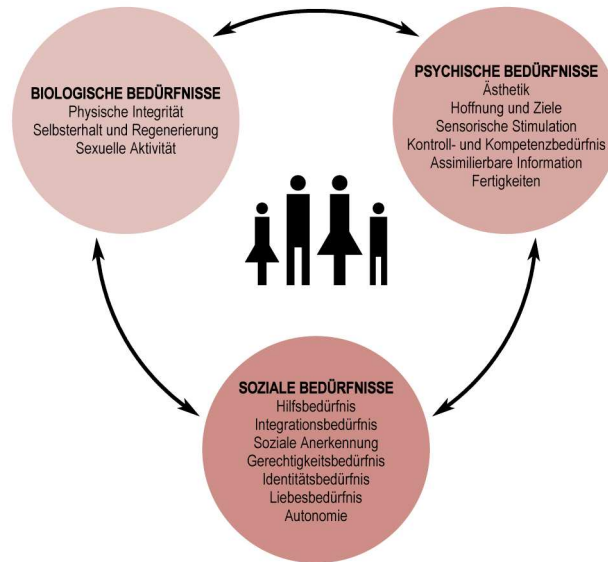 BIOLOGISCHE BEDÜRFNISSE
Physische Integrität
Selbsterhalt und Regenerierung
Sexuelle Aktivität
PSYCHISCHE BEDÜRFNISSE
Ästhetik
Hoffnung und Ziele
Sensorische Stimulation
Kontroll- und Kompetenzbedürfnis
Assimilierbare Information
Fertigkeiten
SOZIALE BEDÜRFNISSE
Hilfsbedürfnis
Integrationsbedürfnis
Soziale Anerkennung
Gerechtigkeitsbedürfnis
Identitätsbedürfnis
Liebesbedürfnis
Autonomie